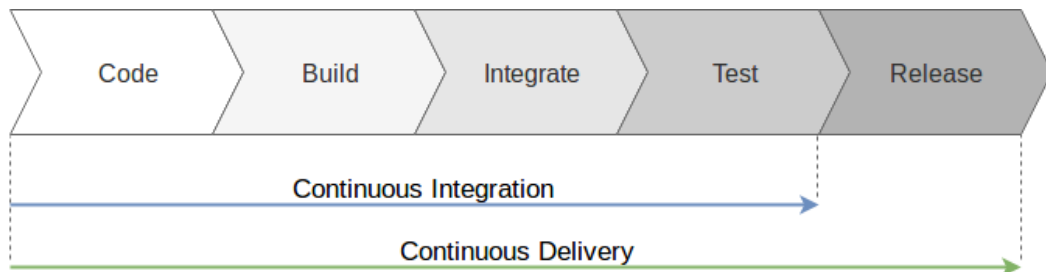 Code Build Integrate Test Release
Continuous Integration
Continuous Delivery